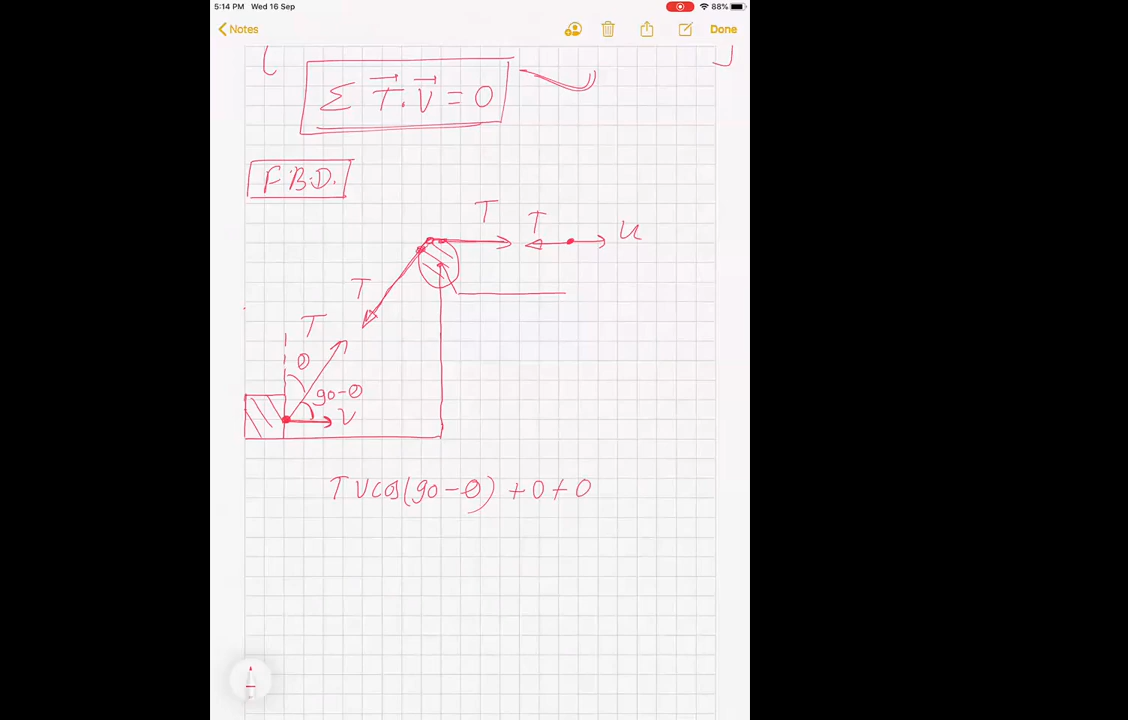 5:14 PM Wed 16 Sep
88%
Notes
Done
Σ T⃗.V⃗ = 0
F.B.D.
T
T
u
T
T
θ
90-θ
V
TVcos(90-θ)+0+0